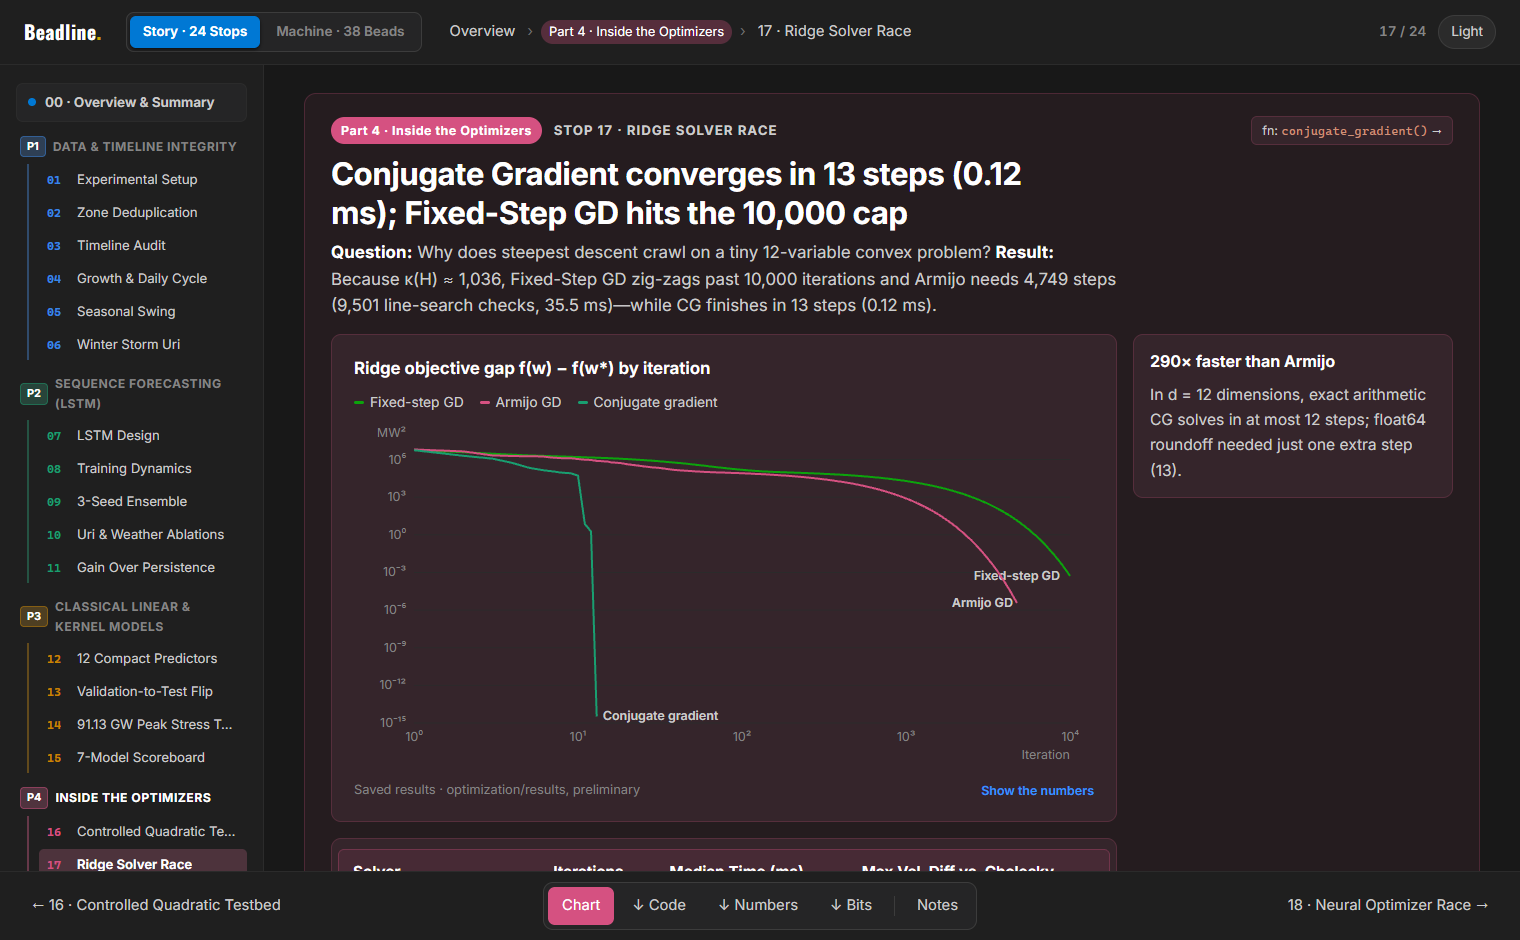 Beadline.
Story · 24 Stops
Machine · 38 Beads
Overview › Part 4 · Inside the Optimizers › 17 · Ridge Solver Race
17 / 24
Light
00 · Overview & Summary
P1 DATA & TIMELINE INTEGRITY
01 Experimental Setup
02 Zone Deduplication
03 Timeline Audit
04 Growth & Daily Cycle
05 Seasonal Swing
06 Winter Storm Uri
P2 SEQUENCE FORECASTING
(LSTM)
07 LSTM Design
08 Training Dynamics
09 3-Seed Ensemble
10 Uri & Weather Ablations
11 Gain Over Persistence
P3 CLASSICAL LINEAR &
KERNEL MODELS
12 12 Compact Predictors
13 Validation-to-Test Flip
14 91.13 GW Peak Stress T...
15 7-Model Scoreboard
P4 INSIDE THE OPTIMIZERS
16 Controlled Quadratic Te...
17 Ridge Solver Race
Part 4 · Inside the Optimizers
STOP 17 · RIDGE SOLVER RACE
fn: conjugate_gradient() →
Conjugate Gradient converges in 13 steps (0.12
ms); Fixed-Step GD hits the 10,000 cap
Question: Why does steepest descent crawl on a tiny 12-variable convex problem? Result:
Because κ(H) ≈ 1,036, Fixed-Step GD zig-zags past 10,000 iterations and Armijo needs 4,749 steps
(9,501 line-search checks, 35.5 ms)—while CG finishes in 13 steps (0.12 ms).
Ridge objective gap f(w) − f(w*) by iteration
Fixed-step GD
Armijo GD
Conjugate gradient
MW²
10⁶
10³
10⁰
10⁻³
10⁻⁶
10⁻⁹
10⁻¹²
10⁻¹⁵
Fixed-step GD
Armijo GD
Conjugate gradient
10⁰
10¹
10²
10³
10⁴
Iteration
Saved results · optimization/results, preliminary
Show the numbers
290× faster than Armijo
In d = 12 dimensions, exact arithmetic
CG solves in at most 12 steps; float64
roundoff needed just one extra step
(13).
Solver
Iterations
Median Time (ms)
Max Val. Diff vs. Cholesky
← 16 · Controlled Quadratic Testbed
Chart
↓ Code
↓ Numbers
↓ Bits
Notes
18 · Neural Optimizer Race →